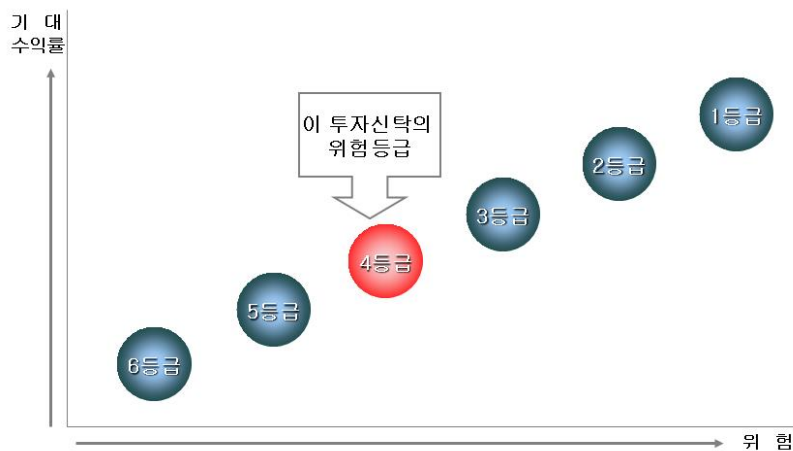 기 대
수익률
이 투자신탁의
위험등급
1등급
2등급
3등급
4등급
5등급
6등급
위 험